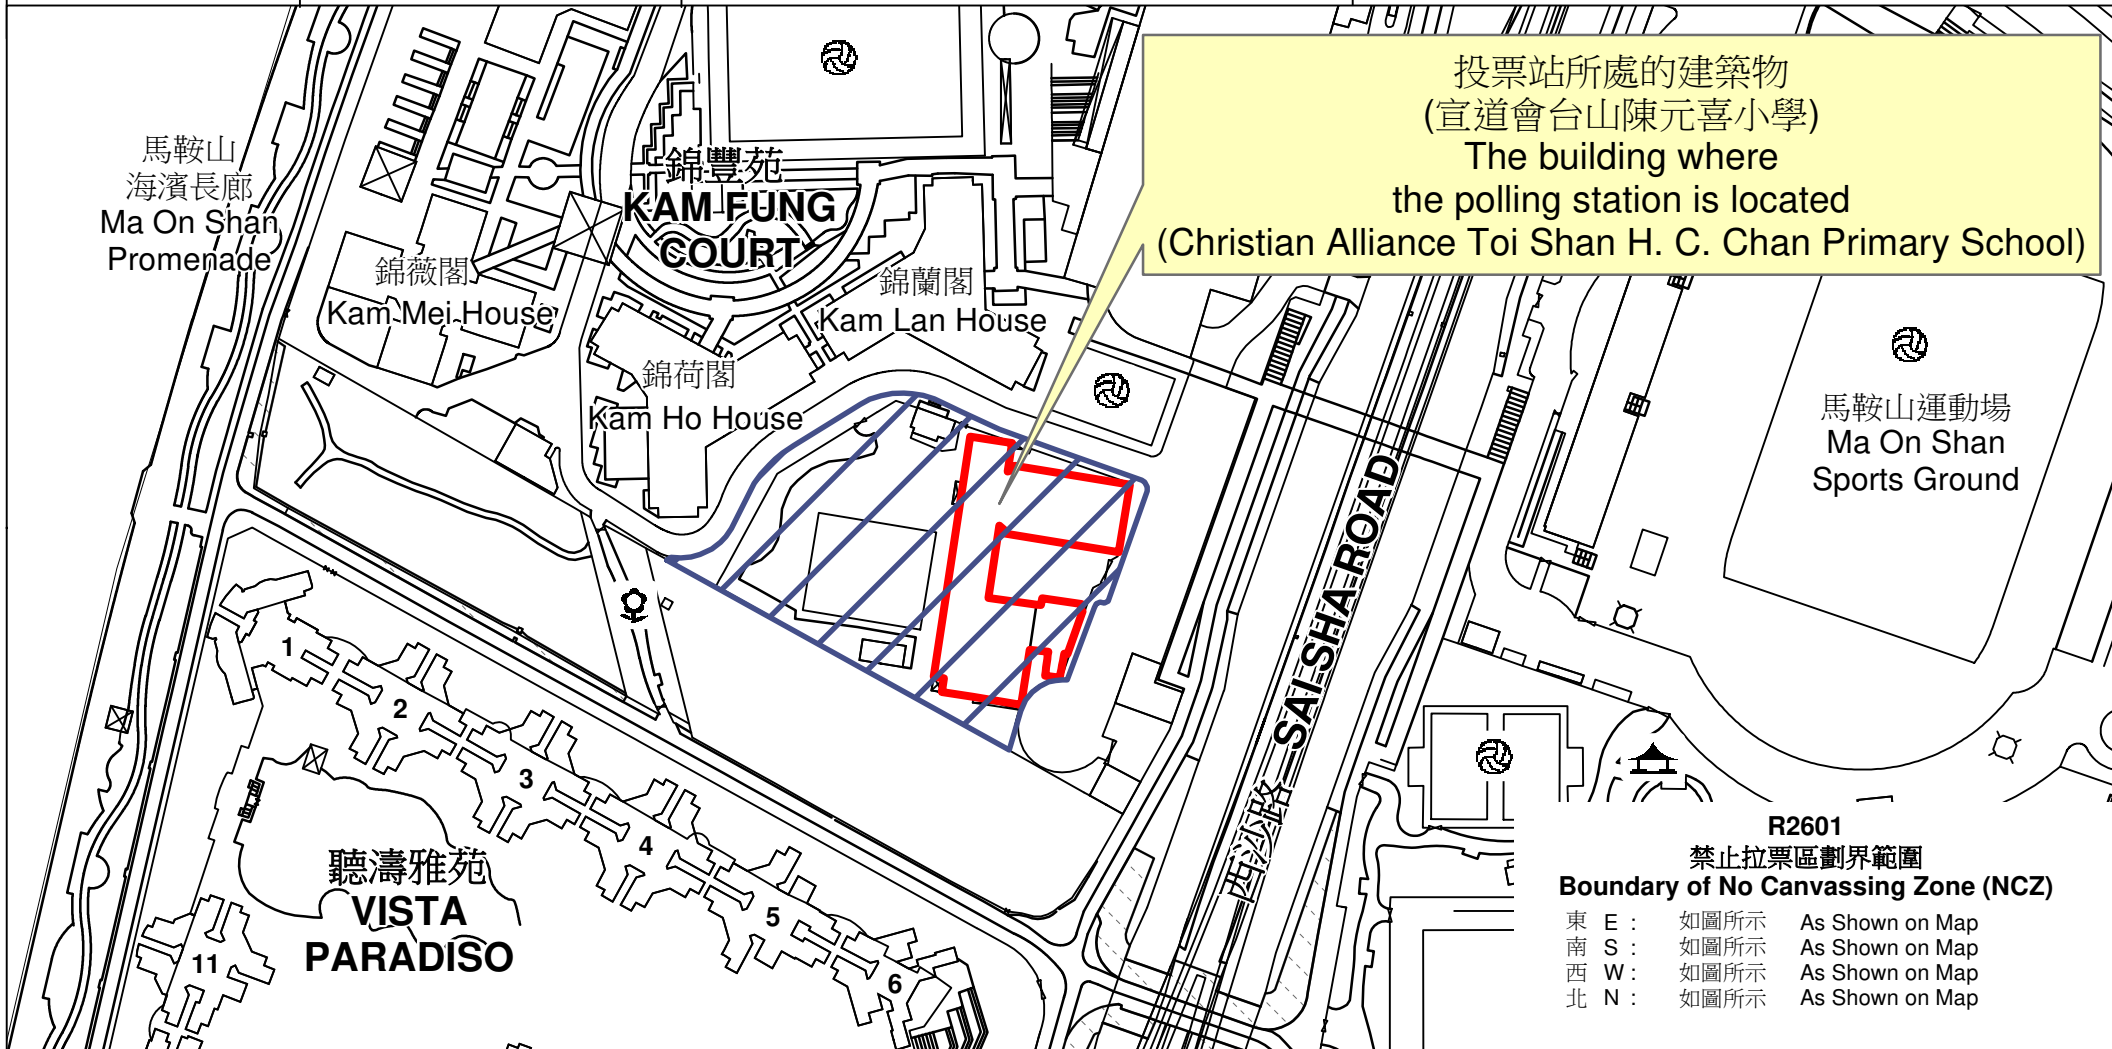 投票站所處的建築物
(宣道會台山陳元喜小學)
The building where
the polling station is located
(Christian Alliance Toi Shan H. C. Chan Primary School)
馬鞍山
海濱長廊
Ma On Shan
Promenade
錦豐苑
KAM FUNG
COURT
錦薇閣
Kam Mei House
錦蘭閣
Kam Lan House
錦荷閣
Kam Ho House
馬鞍山運動場
Ma On Shan
Sports Ground
西沙路 SAI SHA ROAD
1
2
3
4
5
6
11
聽濤雅苑
VISTA
PARADISO
R2601
禁止拉票區劃界範圍
Boundary of No Canvassing Zone (NCZ)
東 E : 如圖所示 As Shown on Map
南 S : 如圖所示 As Shown on Map
西 W : 如圖所示 As Shown on Map
北 N : 如圖所示 As Shown on Map